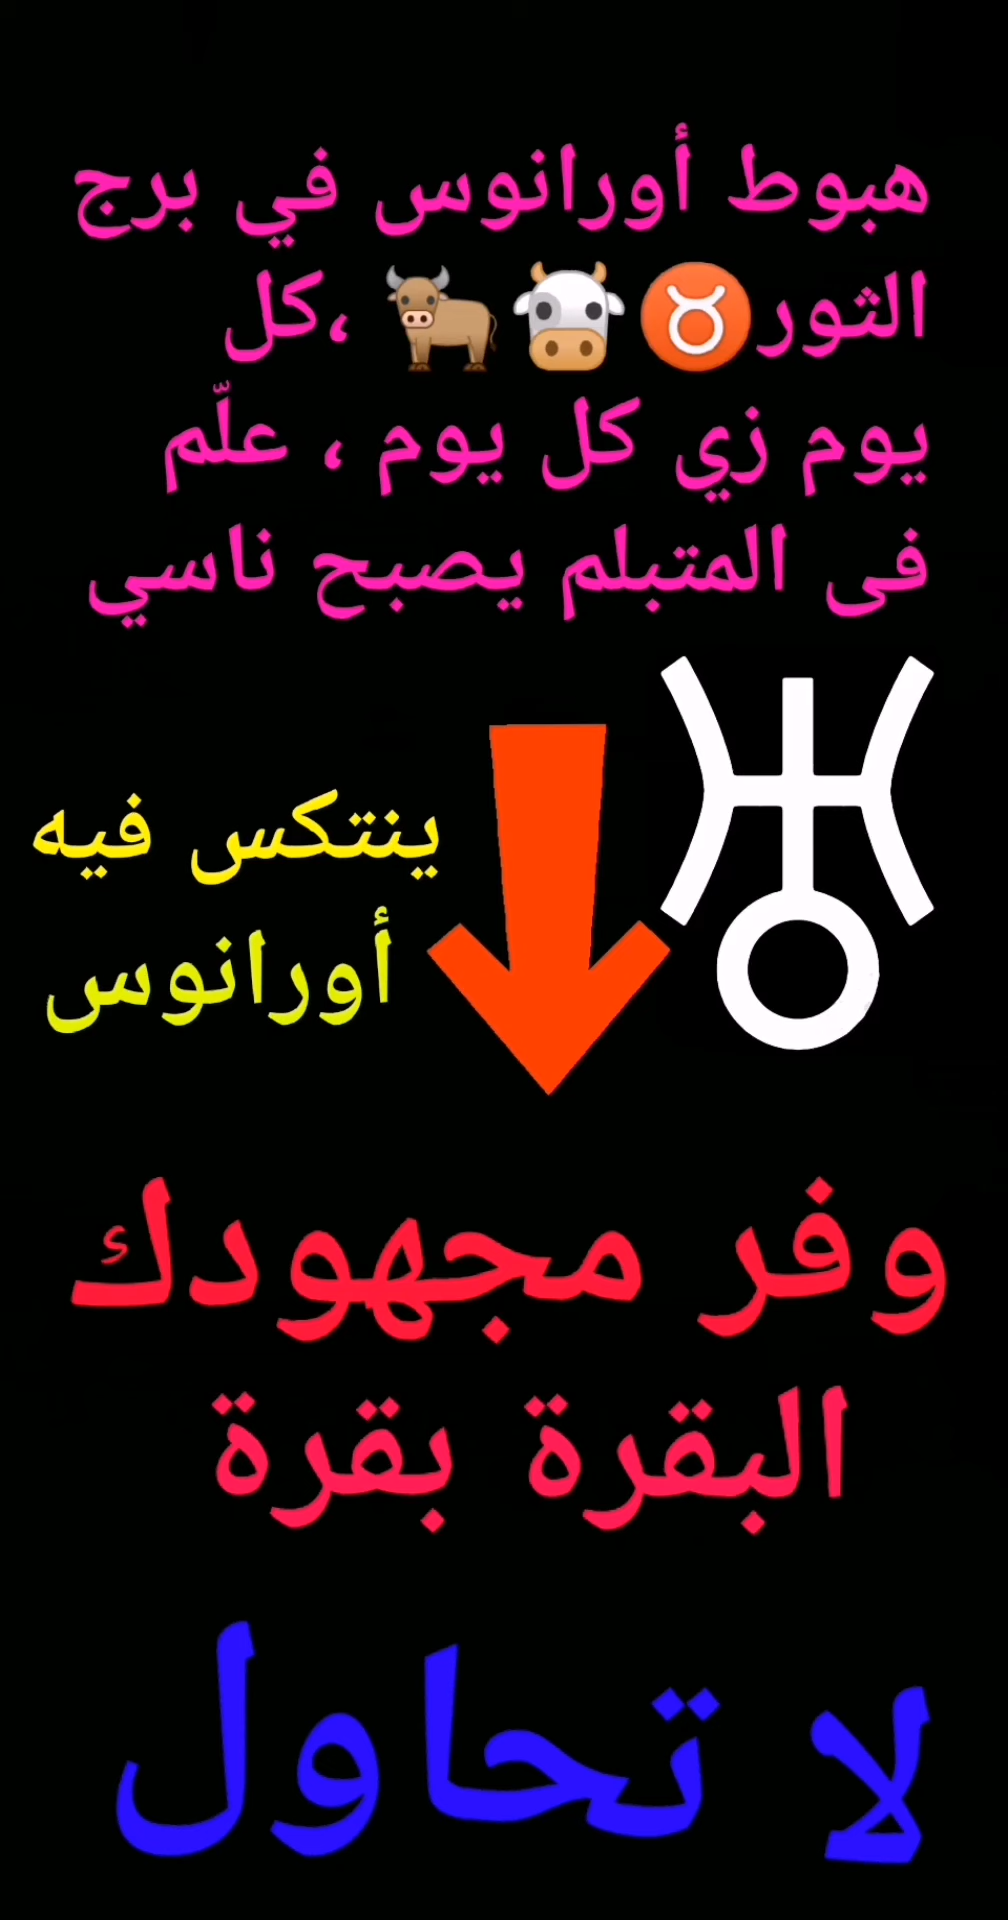 هبوط أورانوس في برج
الثور♉🐮🐂 ،كل
يوم زي كل يوم ، علّم
فى المتبلم يصبح ناسي
ينتكس فيه
أورانوس
وفر مجهودك
البقرة بقرة
لا تحاول